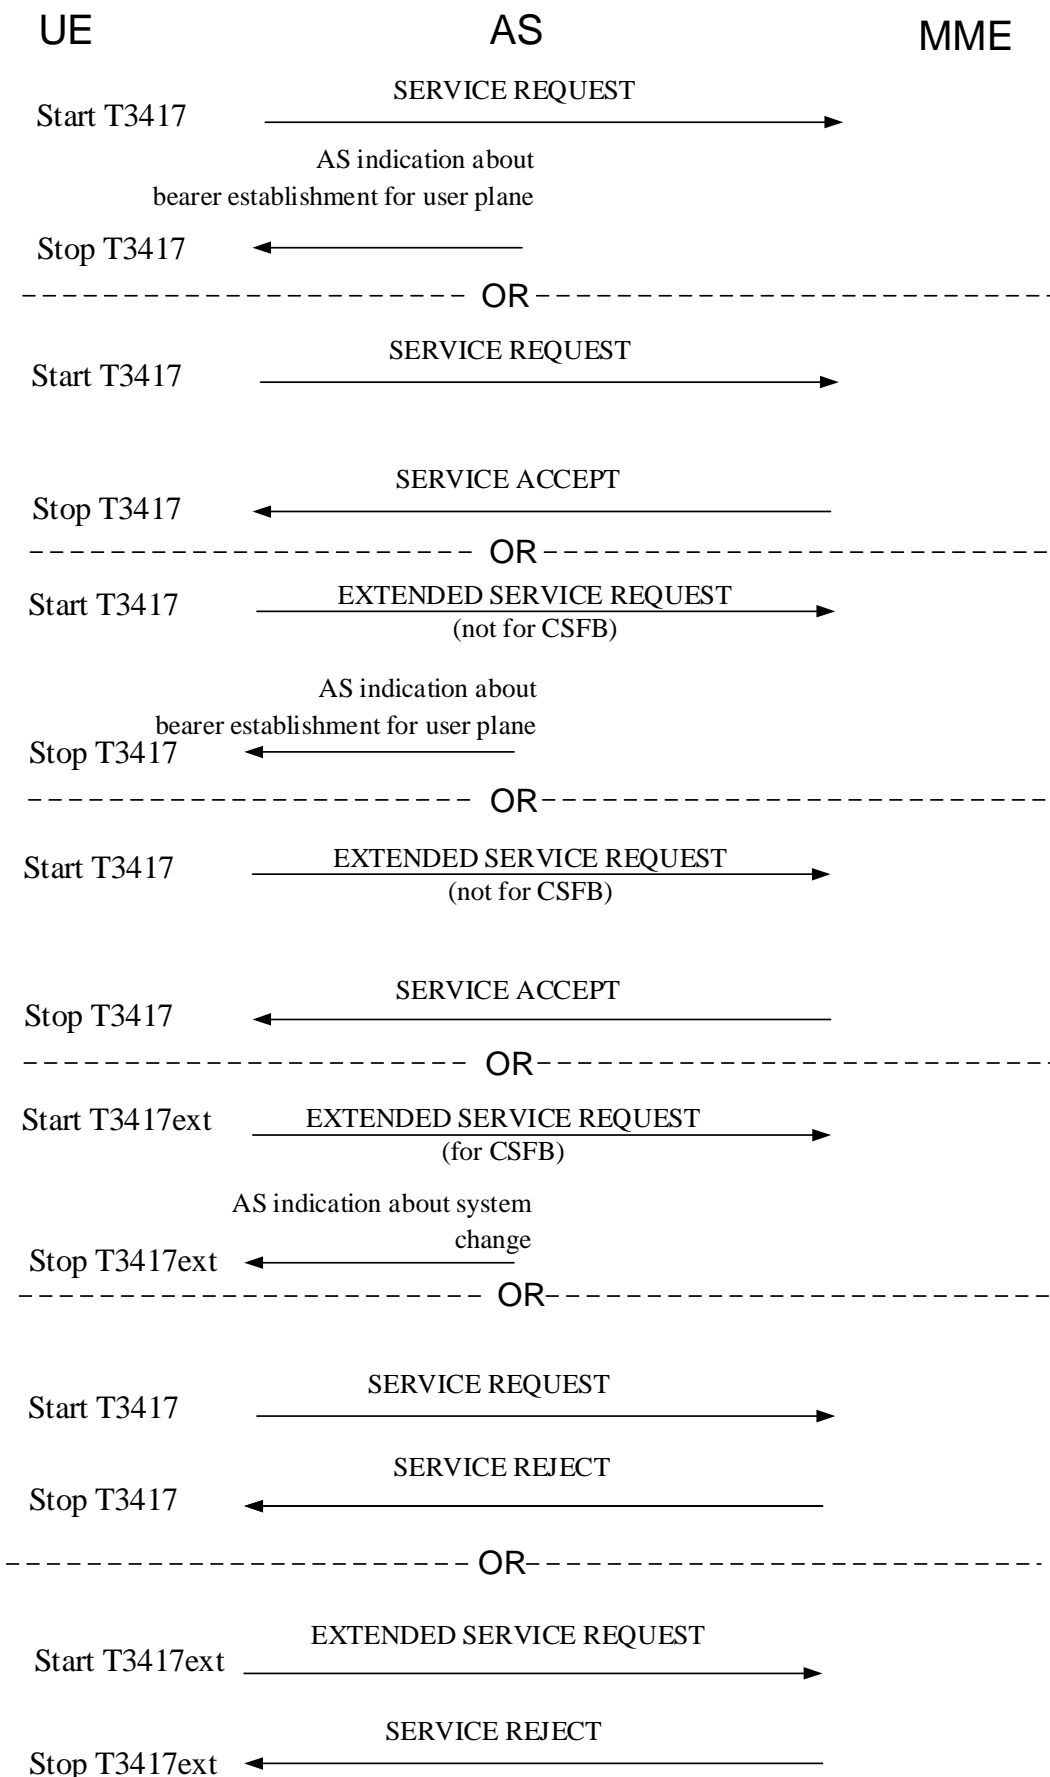 UE AS MME
SERVICE REQUEST
Start T3417
AS indication about
bearer establishment for user plane
Stop T3417
OR
SERVICE REQUEST
Start T3417
SERVICE ACCEPT
Stop T3417
OR
EXTENDED SERVICE REQUEST
Start T3417
(not for CSFB)
AS indication about
bearer establishment for user plane
Stop T3417
OR
EXTENDED SERVICE REQUEST
Start T3417
(not for CSFB)
SERVICE ACCEPT
Stop T3417
OR
Start T3417ext EXTENDED SERVICE REQUEST
(for CSFB)
AS indication about system
change
Stop T3417ext
OR
SERVICE REQUEST
Start T3417
SERVICE REJECT
Stop T3417
OR
EXTENDED SERVICE REQUEST
Start T3417ext
SERVICE REJECT
Stop T3417ext